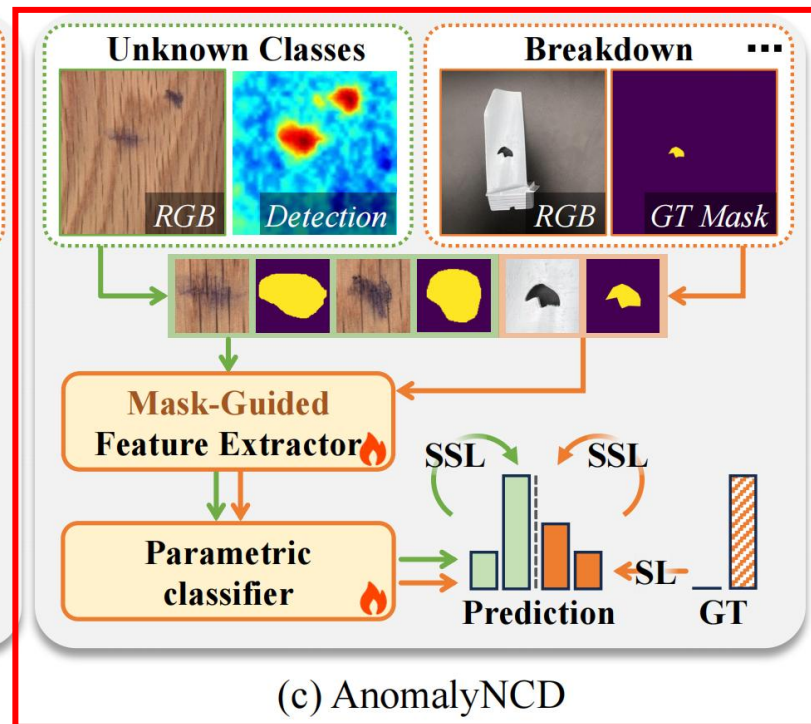 Unknown Classes
Breakdown ...
RGB
Detection
RGB
GT Mask
Mask-Guided
Feature Extractor
SSL
SSL
Parametric
classifier
SL
Prediction
GT
(c) AnomalyNCD